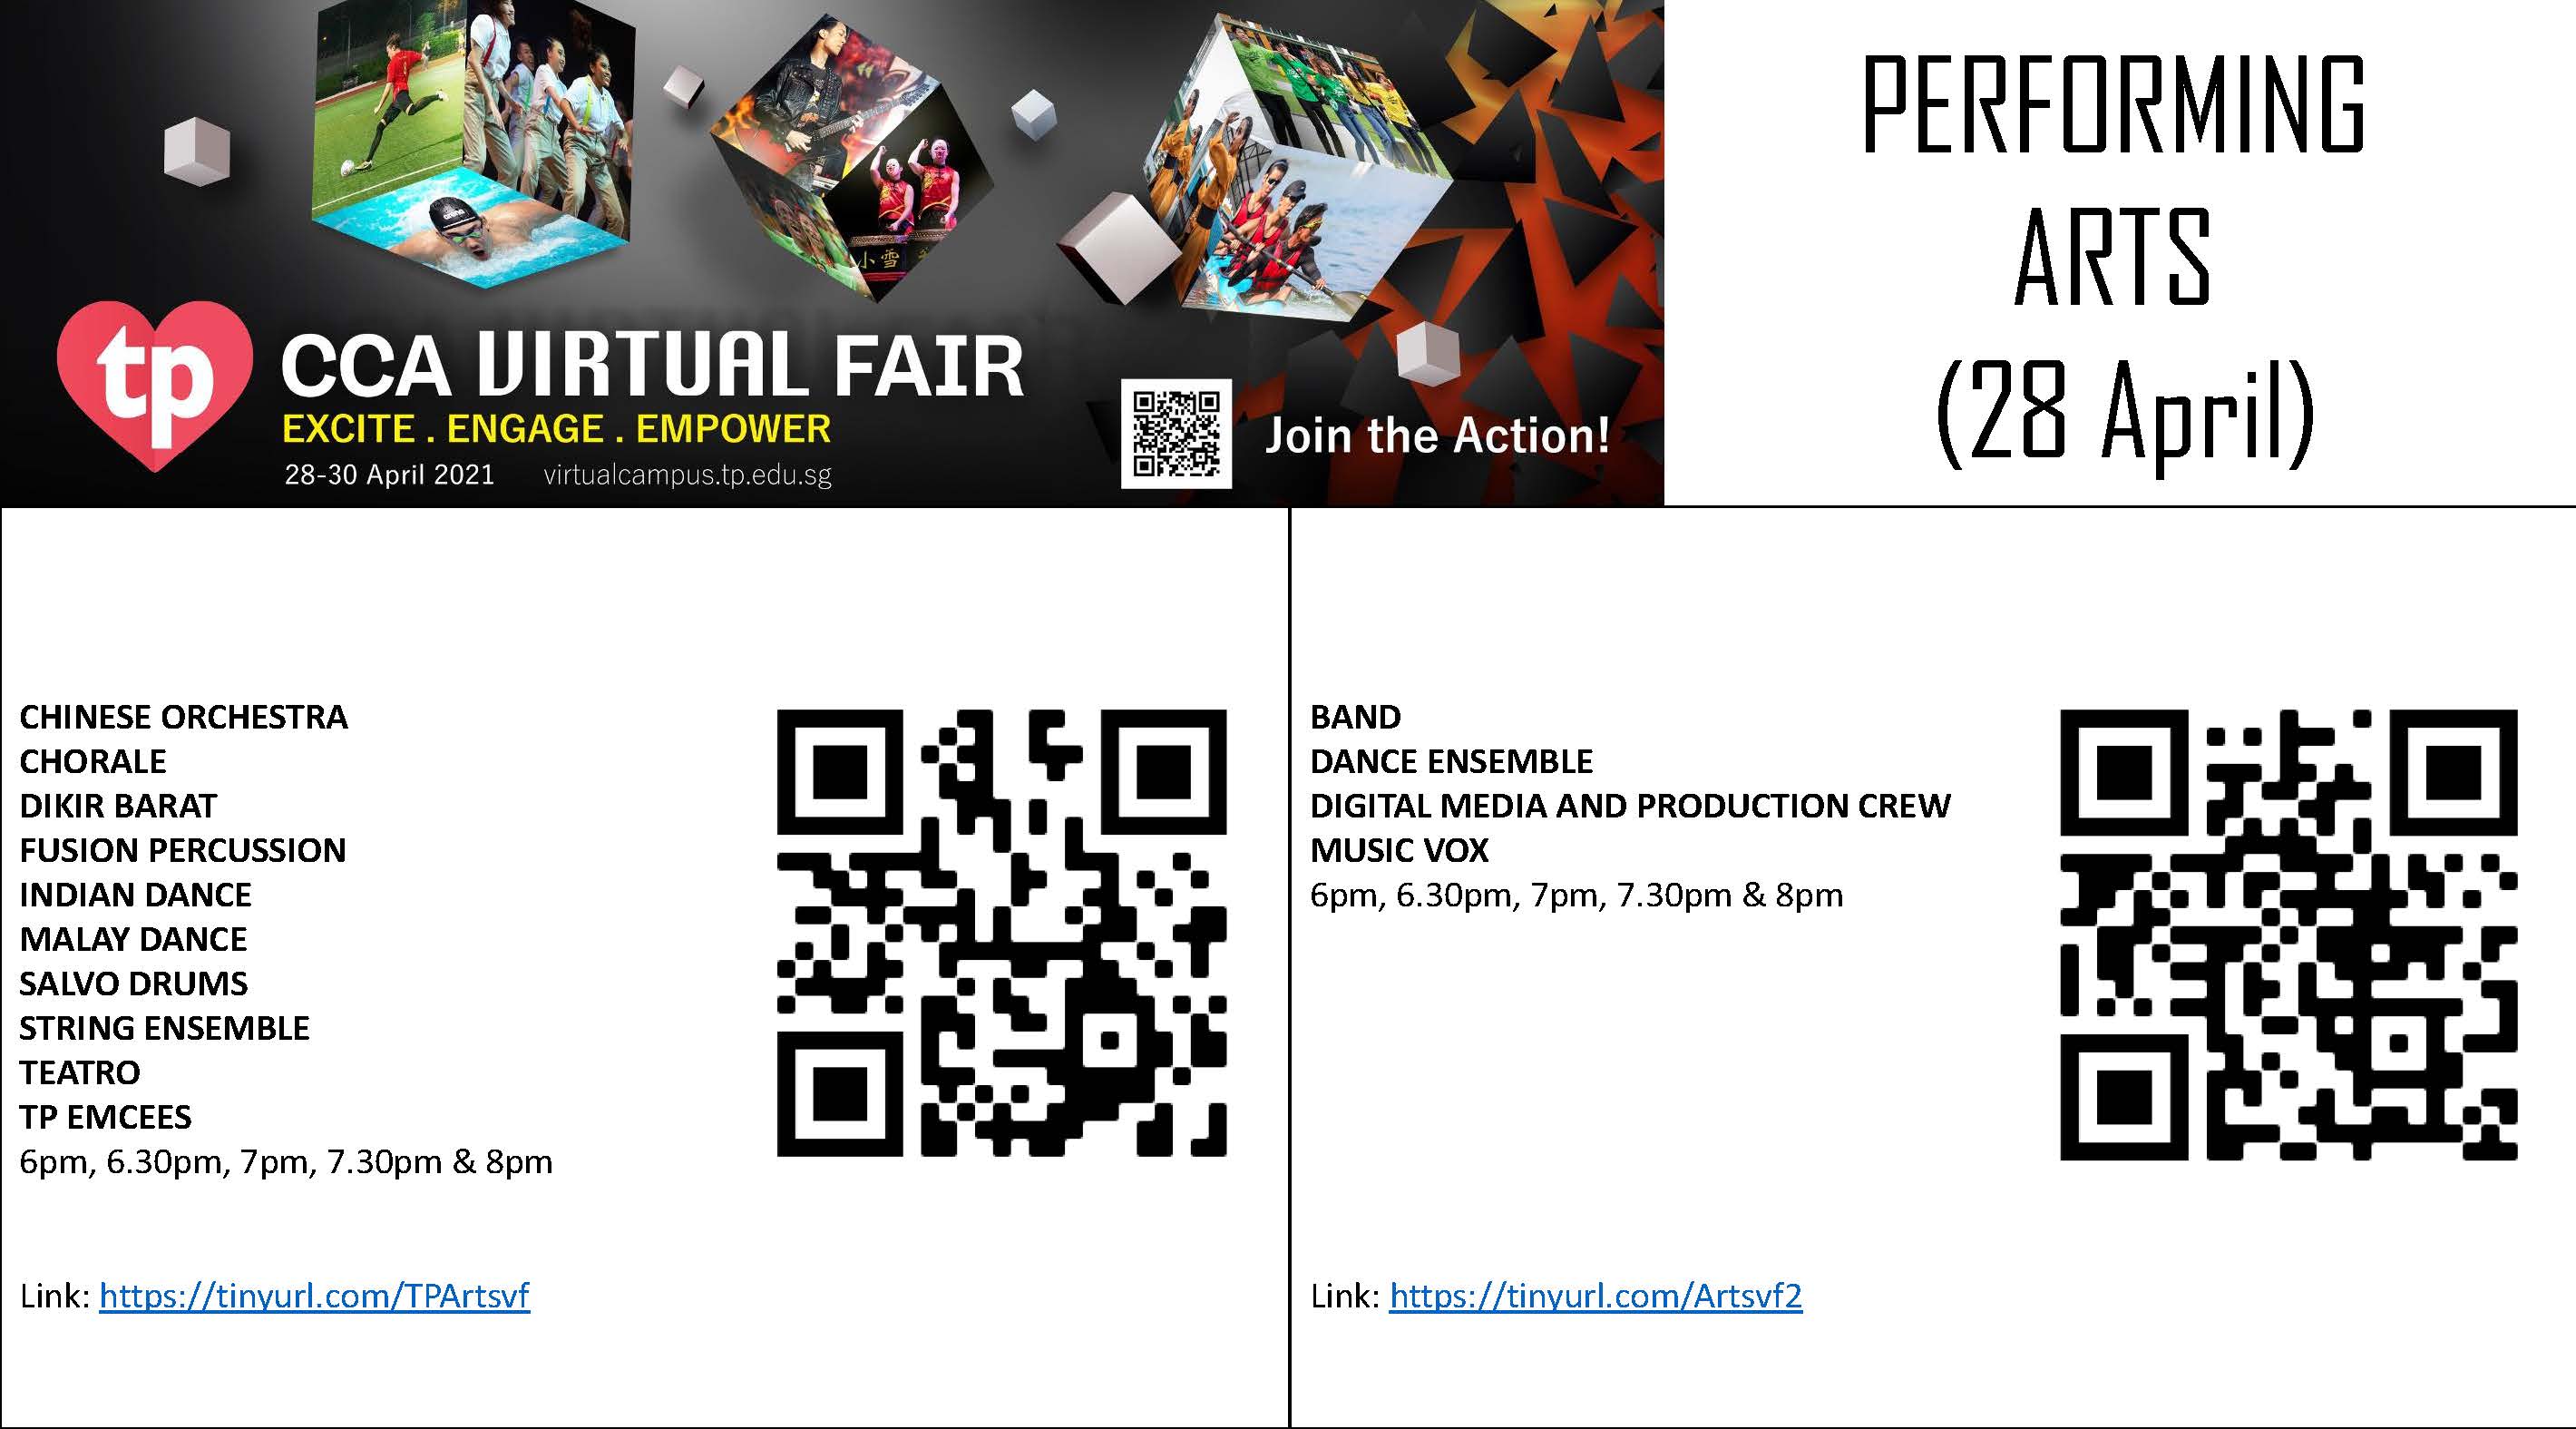 tp
CCA VIRTUAL FAIR
EXCITE . ENGAGE . EMPOWER
28-30 April 2021 virtualcampus.tp.edu.sg
Join the Action!
小雪
arena
PERFORMING
ARTS
(28 April)
CHINESE ORCHESTRA
CHORALE
DIKIR BARAT
FUSION PERCUSSION
INDIAN DANCE
MALAY DANCE
SALVO DRUMS
STRING ENSEMBLE
TEATRO
TP EMCEES
6pm, 6.30pm, 7pm, 7.30pm & 8pm
Link: https://tinyurl.com/TPArtsvf
BAND
DANCE ENSEMBLE
DIGITAL MEDIA AND PRODUCTION CREW
MUSIC VOX
6pm, 6.30pm, 7pm, 7.30pm & 8pm
Link: https://tinyurl.com/Artsvf2